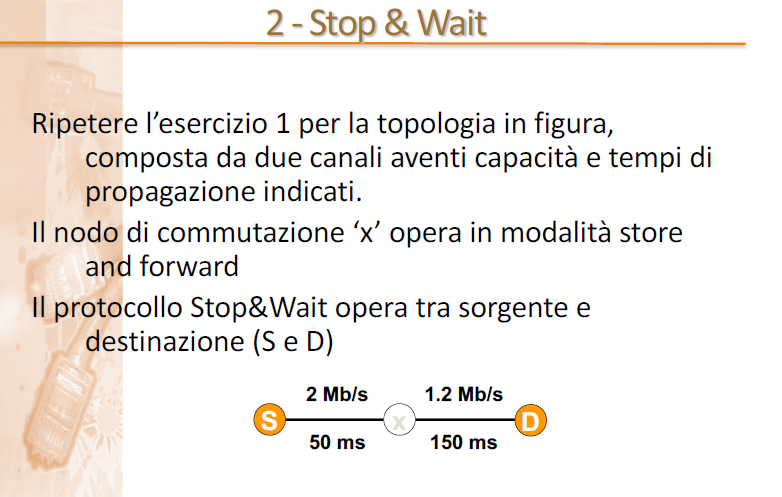 2 - Stop & Wait
Ripetere l’esercizio 1 per la topologia in figura,
composta da due canali aventi capacità e tempi di
propagazione indicati.
Il nodo di commutazione ‘x’ opera in modalità store
and forward
Il protocollo Stop&Wait opera tra sorgente e
destinazione (S e D)
2 Mb/s 1.2 Mb/s
S x D
50 ms 150 ms